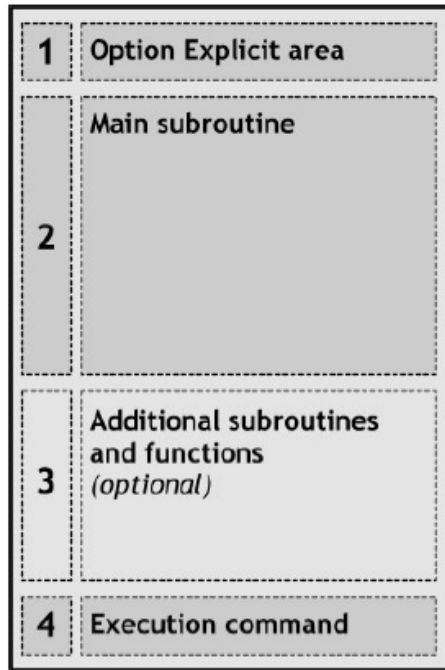 1 Option Explicit area
2 Main subroutine
3 Additional subroutines
and functions
(optional)
4 Execution command